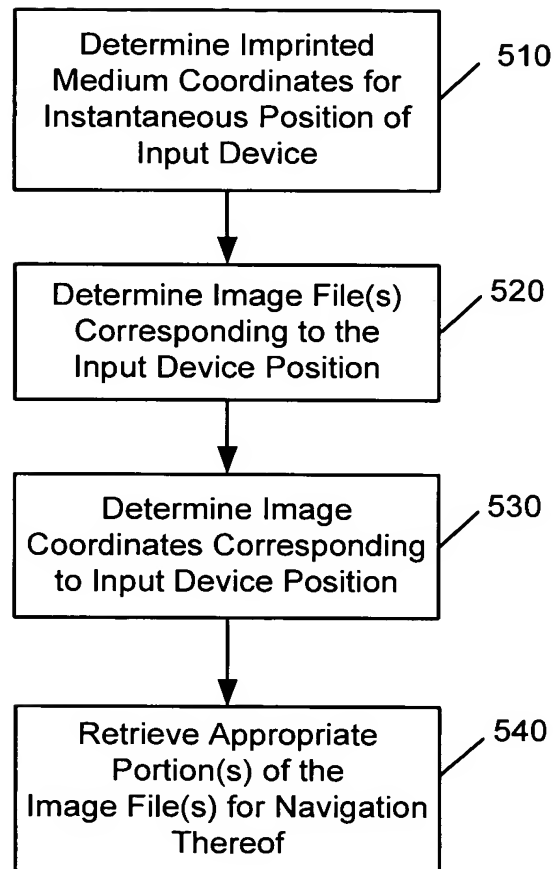 Determine Imprinted
Medium Coordinates for
Instantaneous Position of
Input Device
510
Determine Image File(s)
Corresponding to the
Input Device Position
520
Determine Image
Coordinates Corresponding
to Input Device Position
530
Retrieve Appropriate
Portion(s) of the
Image File(s) for Navigation
Thereof
540